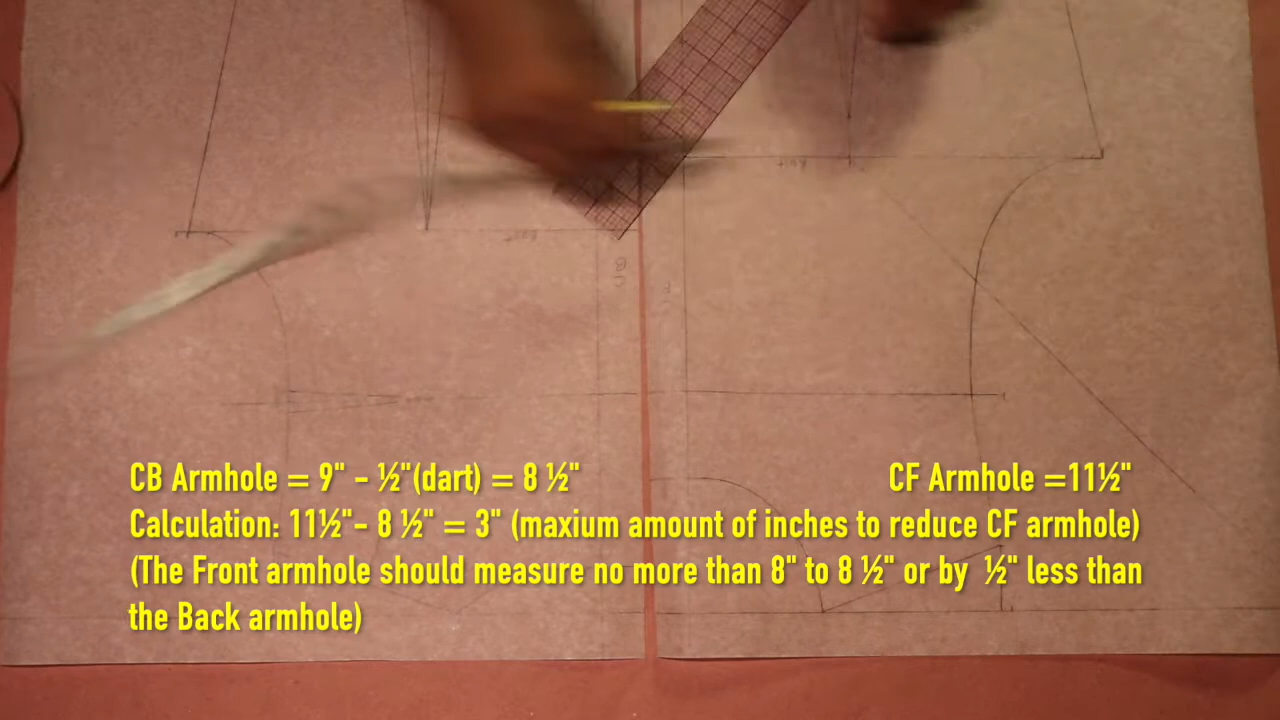 CB Armhole = 9" - ½"(dart) = 8 ½" CF Armhole =11½"
Calculation: 11½"- 8 ½" = 3" (maxium amount of inches to reduce CF armhole)
(The Front armhole should measure no more than 8" to 8 ½" or by ½" less than
the Back armhole)